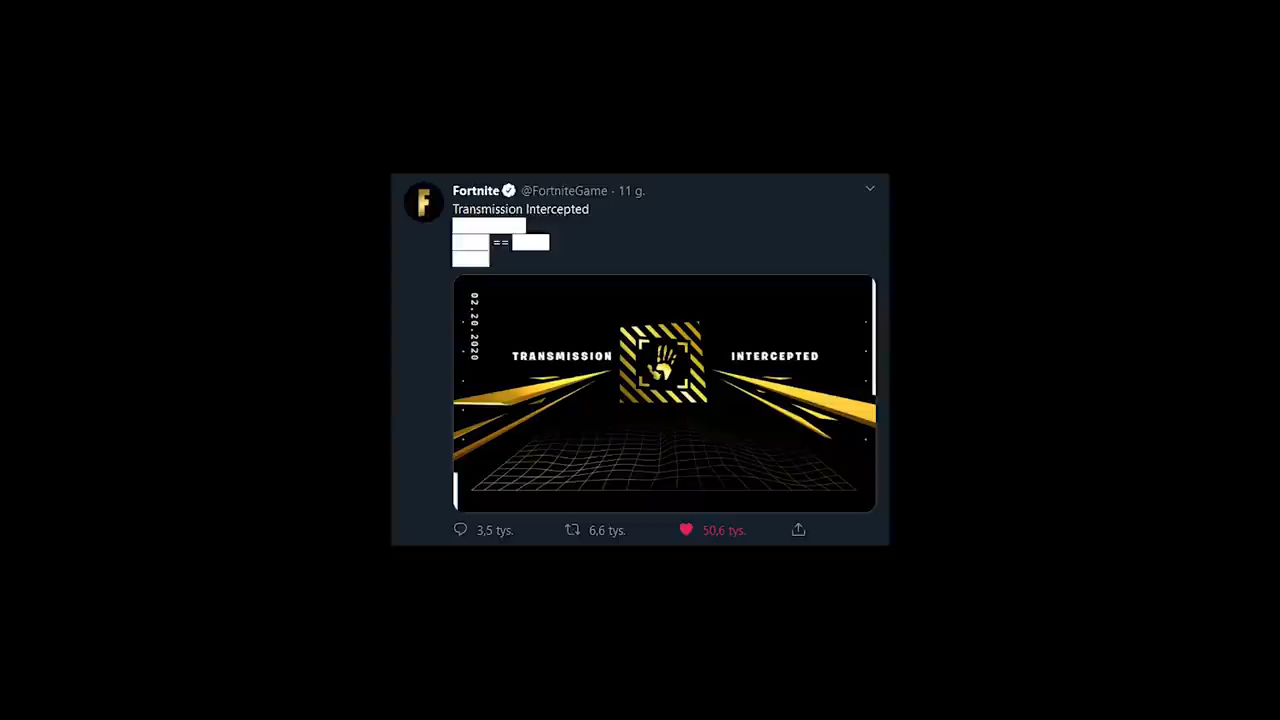 Fortnite @FortniteGame · 11 g.
Transmission Intercepted
██████
███ == ███
███
02.20.2020
TRANSMISSION
INTERCEPTED
3,5 tys. 6,6 tys. 50,6 tys.